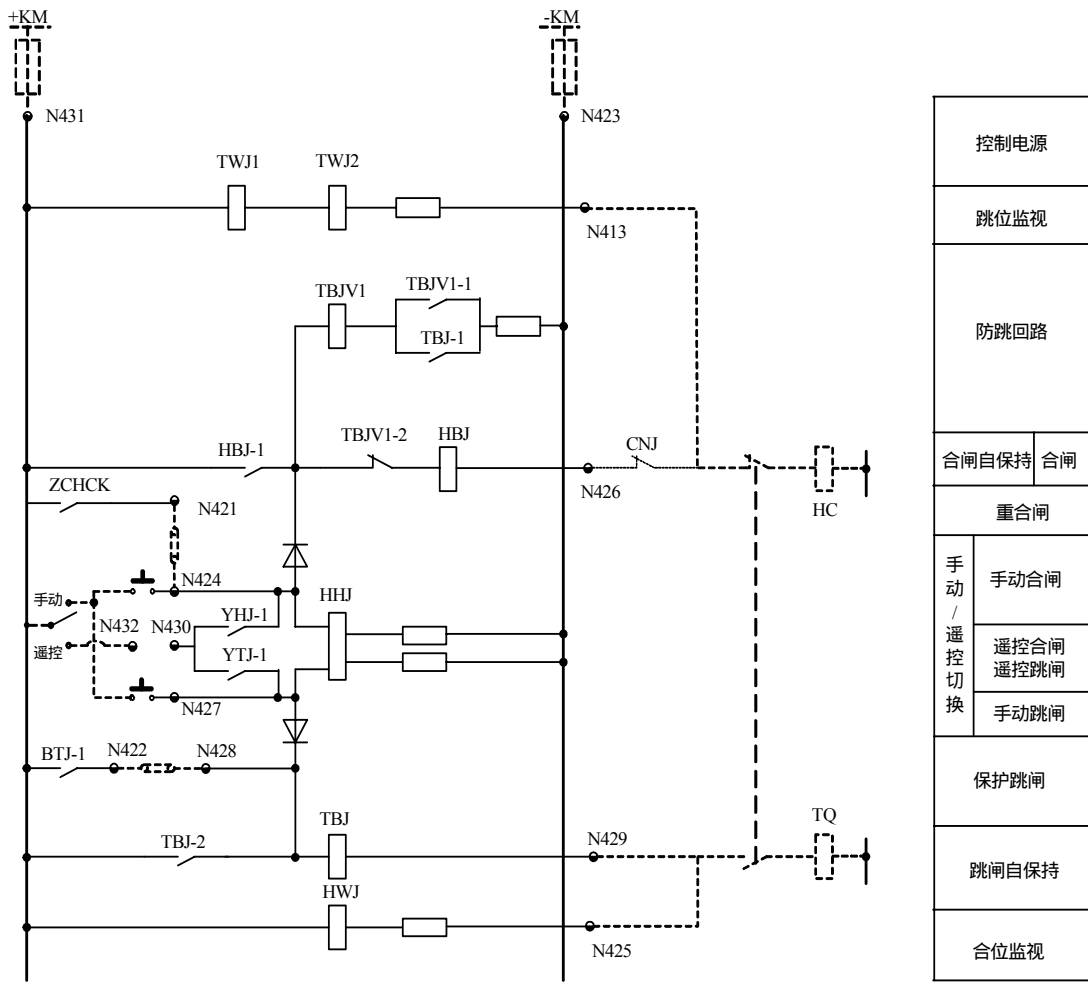 +KM
-KM
N431
N423
TWJ1
TWJ2
N413
TBJV1
TBJV1-1
TBJ-1
HBJ-1
TBJV1-2
HBJ
CNJ
N426
HC
ZCHCK
N421
N424
HHJ
手动
N432
N430
YHJ-1
遥控
YTJ-1
N427
BTJ-1
N422
N428
TBJ-2
TBJ
N429
TQ
HWJ
N425
控制电源
跳位监视
防跳回路
合闸自保持
合闸
重合闸
手动/遥控切换
手动合闸
遥控合闸
遥控跳闸
手动跳闸
保护跳闸
跳闸自保持
合位监视